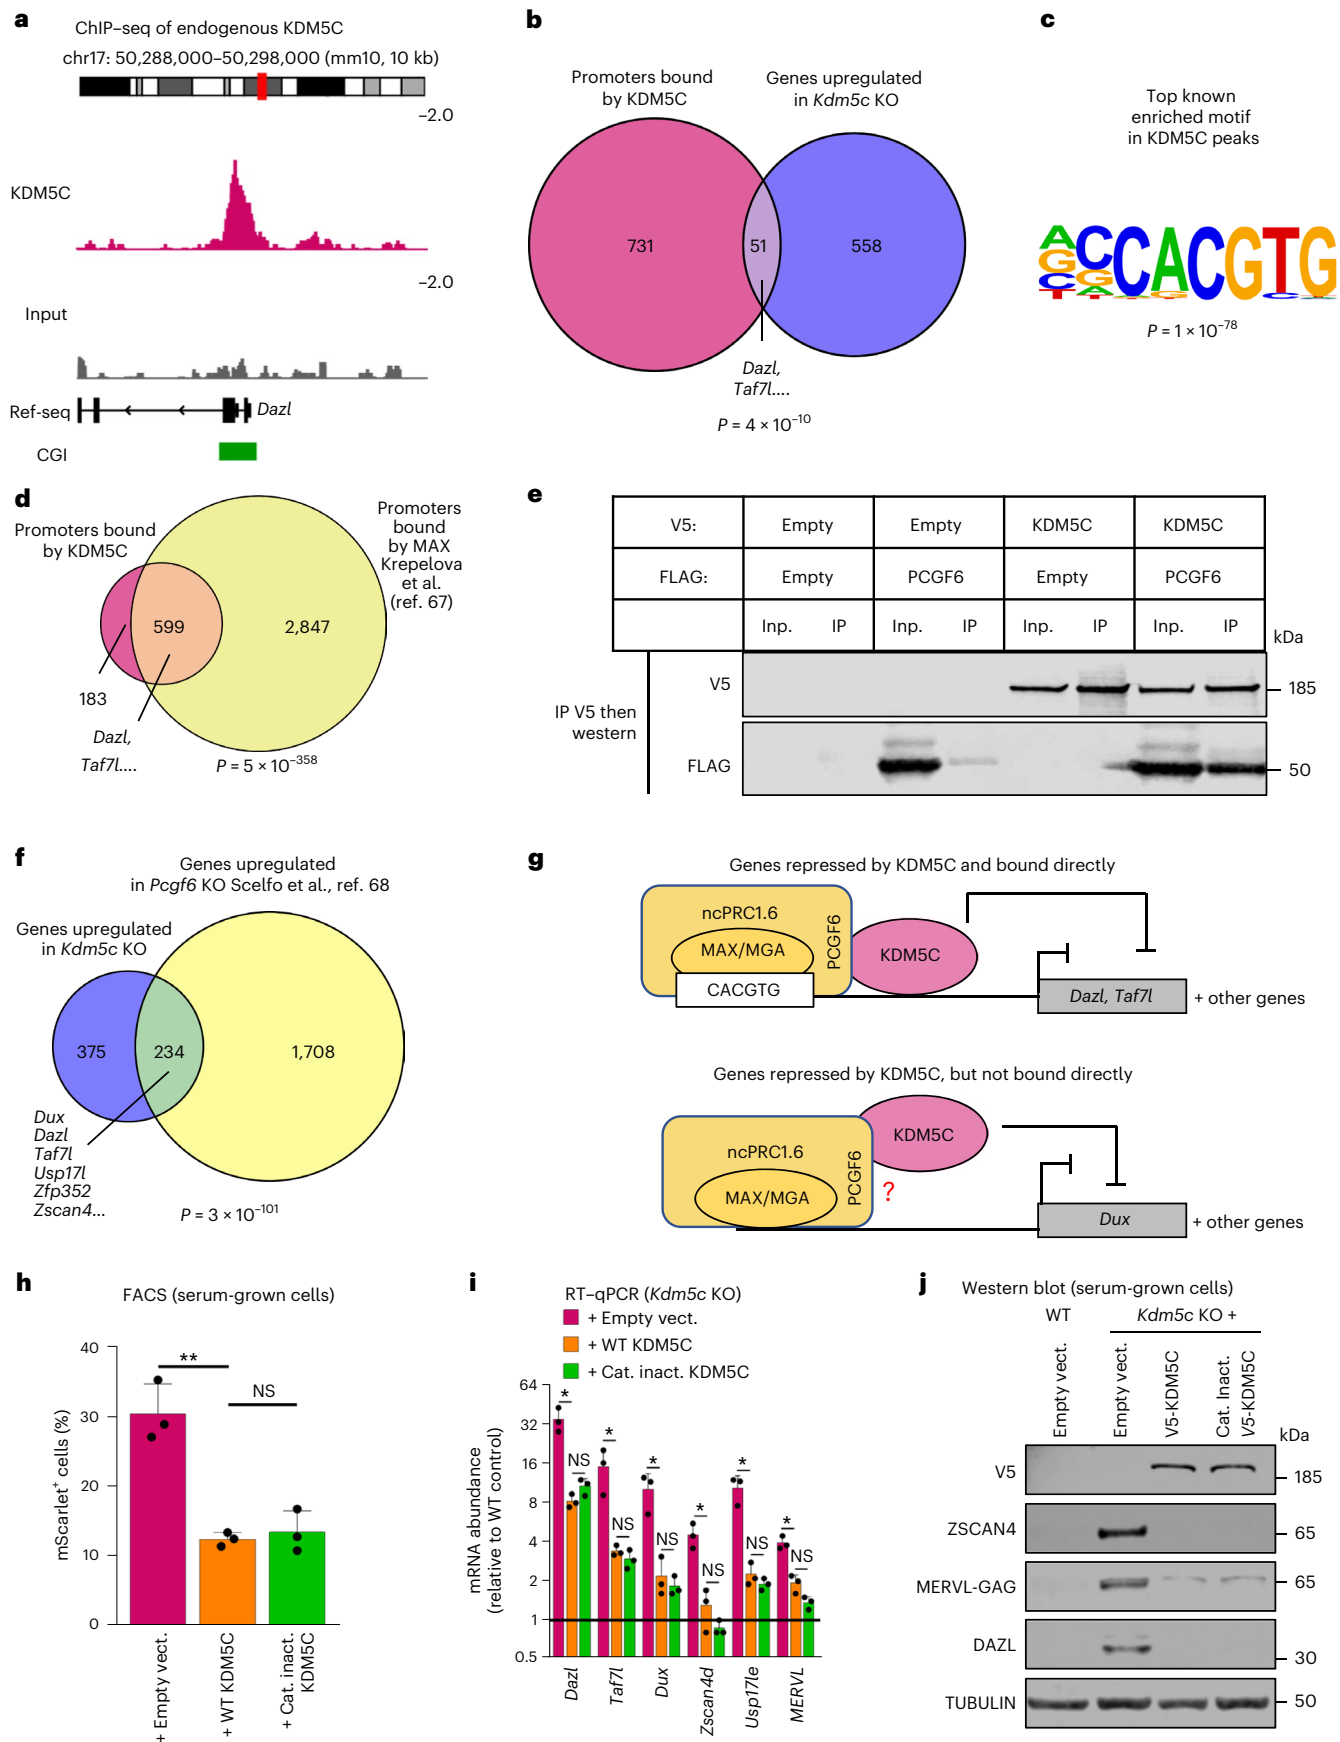 a
ChIP–seq of endogenous KDM5C
chr17: 50,288,000–50,298,000 (mm10, 10 kb)
–2.0
KDM5C
–2.0
Input
Ref-seq
Dazl
CGI
b
Promoters bound
by KDM5C
Genes upregulated
in Kdm5c KO
731
51
558
Dazl,
Taf7l....
P = 4 × 10⁻¹⁰
c
Top known
enriched motif
in KDM5C peaks
A C C A C G T G
G G
C A
T
P = 1 × 10⁻⁷⁸
d
Promoters bound
by KDM5C
Promoters
bound
by MAX
Krepelova
et al.
(ref. 67)
599
2,847
183
Dazl,
Taf7l....
P = 5 × 10⁻³⁵⁸
e
V5: Empty Empty KDM5C KDM5C
FLAG: Empty PCGF6 Empty PCGF6
Inp. IP Inp. IP Inp. IP Inp. IP
kDa
V5
185
IP V5 then
western
FLAG
50
f
Genes upregulated
in Pcgf6 KO Scelfo et al., ref. 68
Genes upregulated
in Kdm5c KO
375
234
1,708
Dux
Dazl
Taf7l
Usp17l
Zfp352
Zscan4...
P = 3 × 10⁻¹⁰¹
g
Genes repressed by KDM5C and bound directly
ncPRC1.6
MAX/MGA
PCGF6
KDM5C
CACGTG
Dazl, Taf7l
+ other genes
Genes repressed by KDM5C, but not bound directly
KDM5C
ncPRC1.6
MAX/MGA
PCGF6
?
Dux
+ other genes
h
FACS (serum-grown cells)
mScarlet⁺ cells (%)
40
30
20
10
0
**
NS
+ Empty vect.
+ WT KDM5C
+ Cat. inact.
KDM5C
i
RT–qPCR (Kdm5c KO)
+ Empty vect.
+ WT KDM5C
+ Cat. inact. KDM5C
mRNA abundance
(relative to WT control)
64
32
16
8
4
2
1
0.5
*
NS
*
NS
*
NS
*
NS
*
NS
*
NS
Dazl
Taf7l
Dux
Zscan4d
Usp17le
MERVL
j
Western blot (serum-grown cells)
WT
Kdm5c KO +
Empty vect.
Empty vect.
V5-KDM5C
Cat. Inact.
V5-KDM5C
kDa
V5
185
ZSCAN4
65
MERVL-GAG
65
DAZL
30
TUBULIN
50